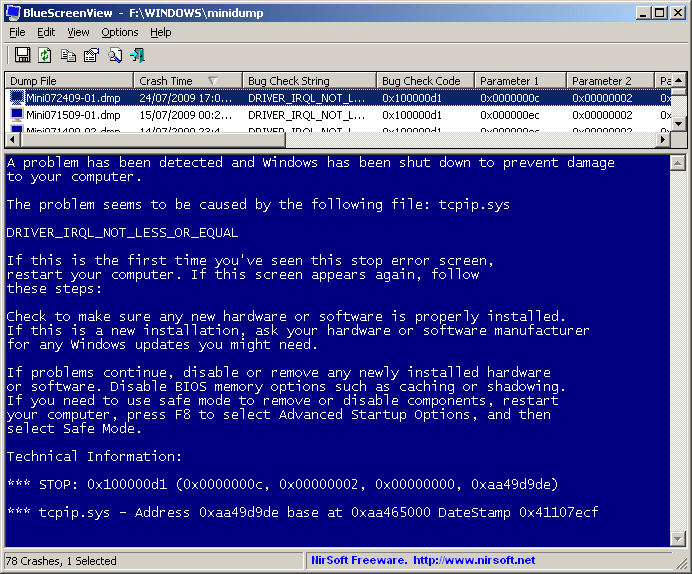 BlueScreenView - F:\WINDOWS\minidump
File Edit View Options Help
Dump File Crash Time Bug Check String Bug Check Code Parameter 1 Parameter 2 Pa
Mini072409-01.dmp 24/07/2009 17:0... DRIVER_IRQL_NOT_L... 0x100000d1 0x0000000c 0x00000002 0x
Mini071509-01.dmp 15/07/2009 00:2... DRIVER_IRQL_NOT_L... 0x100000d1 0x000000ec 0x00000002 0x
A problem has been detected and Windows has been shut down to prevent damage
to your computer.
The problem seems to be caused by the following file: tcpip.sys
DRIVER_IRQL_NOT_LESS_OR_EQUAL
If this is the first time you've seen this stop error screen,
restart your computer. If this screen appears again, follow
these steps:
Check to make sure any new hardware or software is properly installed.
If this is a new installation, ask your hardware or software manufacturer
for any Windows updates you might need.
If problems continue, disable or remove any newly installed hardware
or software. Disable BIOS memory options such as caching or shadowing.
If you need to use safe mode to remove or disable components, restart
your computer, press F8 to select Advanced Startup Options, and then
select Safe Mode.
Technical Information:
*** STOP: 0x100000d1 (0x0000000c, 0x00000002, 0x00000000, 0xaa49d9de)
*** tcpip.sys - Address 0xaa49d9de base at 0xaa465000 DateStamp 0x41107ecf
78 Crashes, 1 Selected
NirSoft Freeware. http://www.nirsoft.net